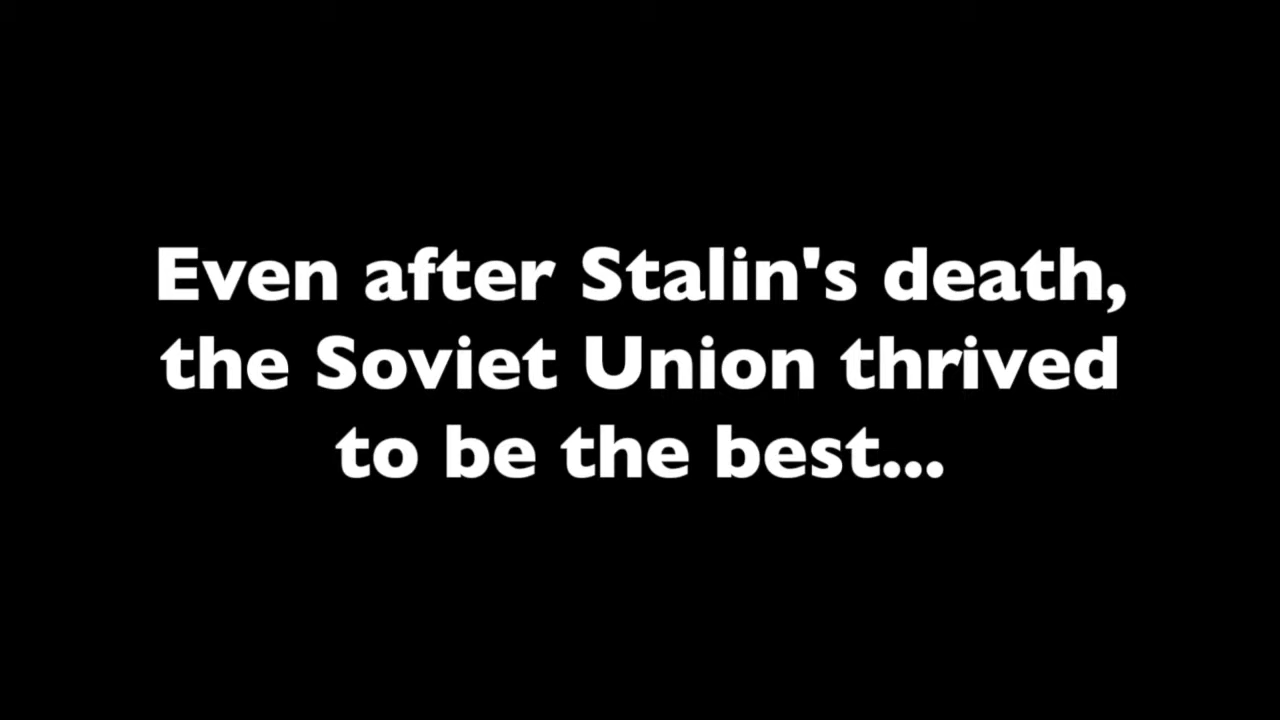 Even after Stalin's death,
the Soviet Union thrived
to be the best...